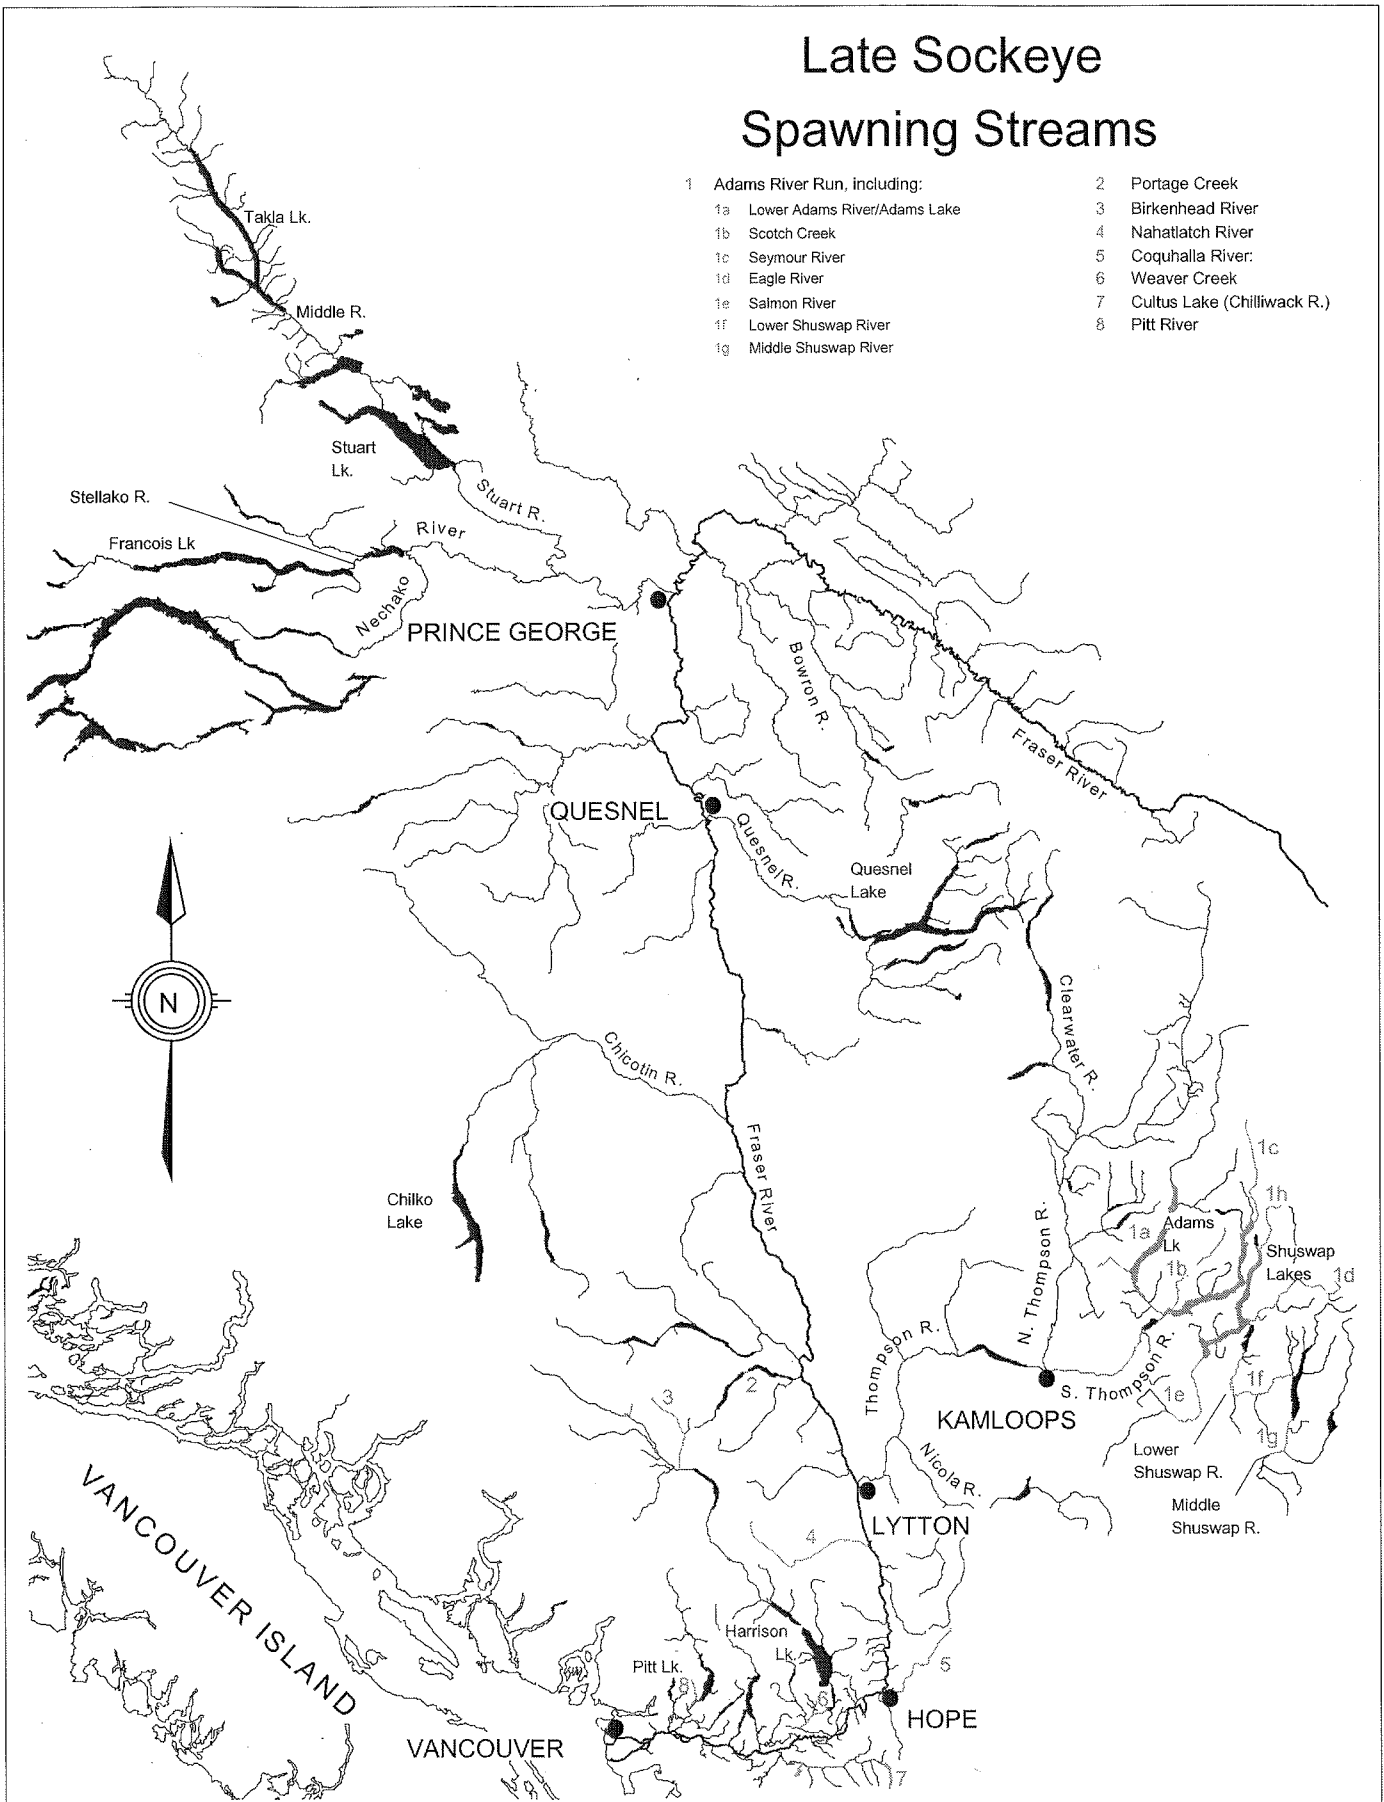 Late Sockeye
Spawning Streams
1 Adams River Run, including:
1a Lower Adams River/Adams Lake
1b Scotch Creek
1c Seymour River
1d Eagle River
1e Salmon River
1f Lower Shuswap River
1g Middle Shuswap River
2 Portage Creek
3 Birkenhead River
4 Nahatlatch River
5 Coquhalla River:
6 Weaver Creek
7 Cultus Lake (Chilliwack R.)
8 Pitt River
Takla Lk.
Middle R.
Stuart
Lk.
Stuart R.
Stellako R.
River
Francois Lk
Nechako
PRINCE GEORGE
Bowron R.
Fraser River
QUESNEL
Quesnel R.
Quesnel
Lake
N
Clearwater R.
Chicotin R.
Fraser River
Chilko
Lake
1c
1h
1a
Adams
Lk
1b
Shuswap
Lakes
1d
N. Thompson R.
Thompson R.
S. Thompson R.
2
3
1e
1f
1g
KAMLOOPS
Lower
Shuswap R.
Middle
Shuswap R.
Nicola R.
LYTTON
4
VANCOUVER ISLAND
Harrison
Lk.
Pitt Lk.
8
6
5
HOPE
VANCOUVER
7